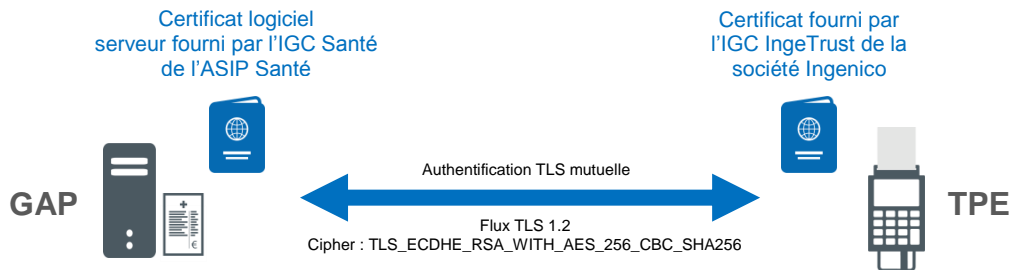 Certificat logiciel
serveur fourni par l'IGC Santé
de l'ASIP Santé
Certificat fourni par
l'IGC IngeTrust de la
société Ingenico
Authentification TLS mutuelle
GAP
TPE
Flux TLS 1.2
Cipher : TLS_ECDHE_RSA_WITH_AES_256_CBC_SHA256